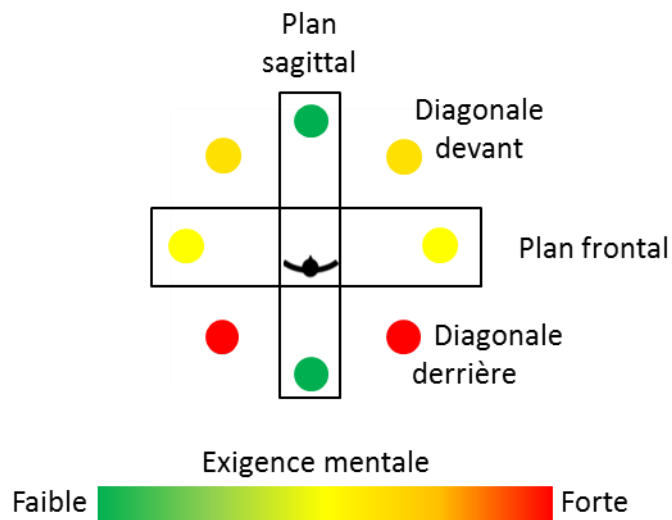 Plan
sagittal
Diagonale
devant
Plan frontal
Diagonale
derrière
Exigence mentale
Faible
Forte